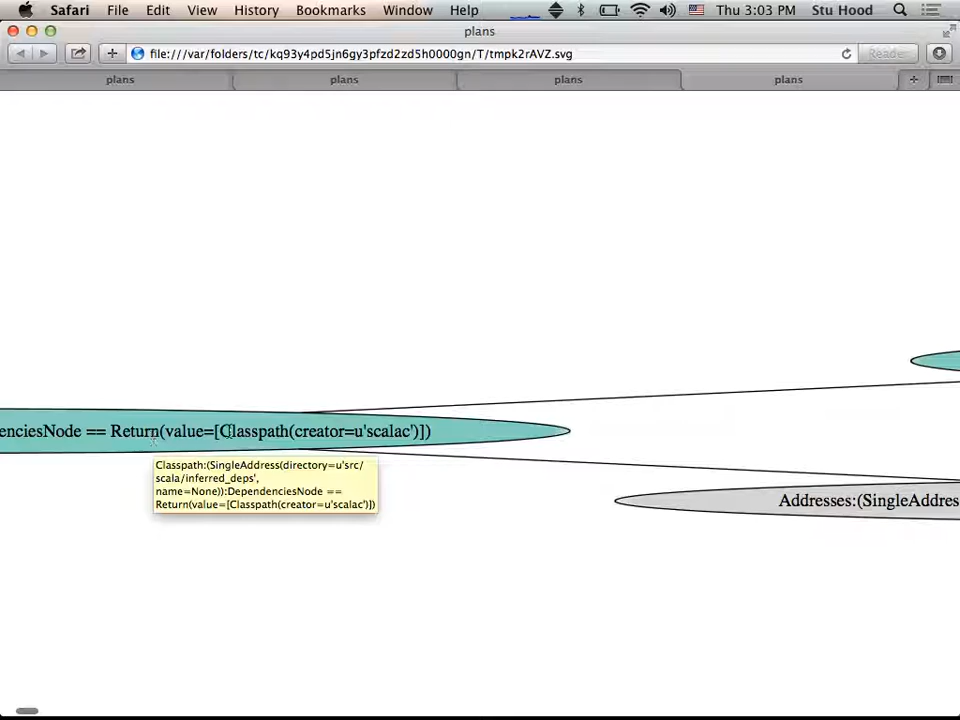 Safari File Edit View History Bookmarks Window Help Thu 3:03 PM Stu Hood
plans
file:///var/folders/tc/kq93y4pd5jn6gy3pfzd2zd5h0000gn/T/tmpk2rAVZ.svg
Reader
plans plans plans plans
enciesNode == Return(value=[Classpath(creator=u'scalac')])
Classpath:(SingleAddress(directory=u'src/
scala/inferred_deps',
name=None)):DependenciesNode ==
Return(value=[Classpath(creator=u'scalac')])
Addresses:(SingleAddres